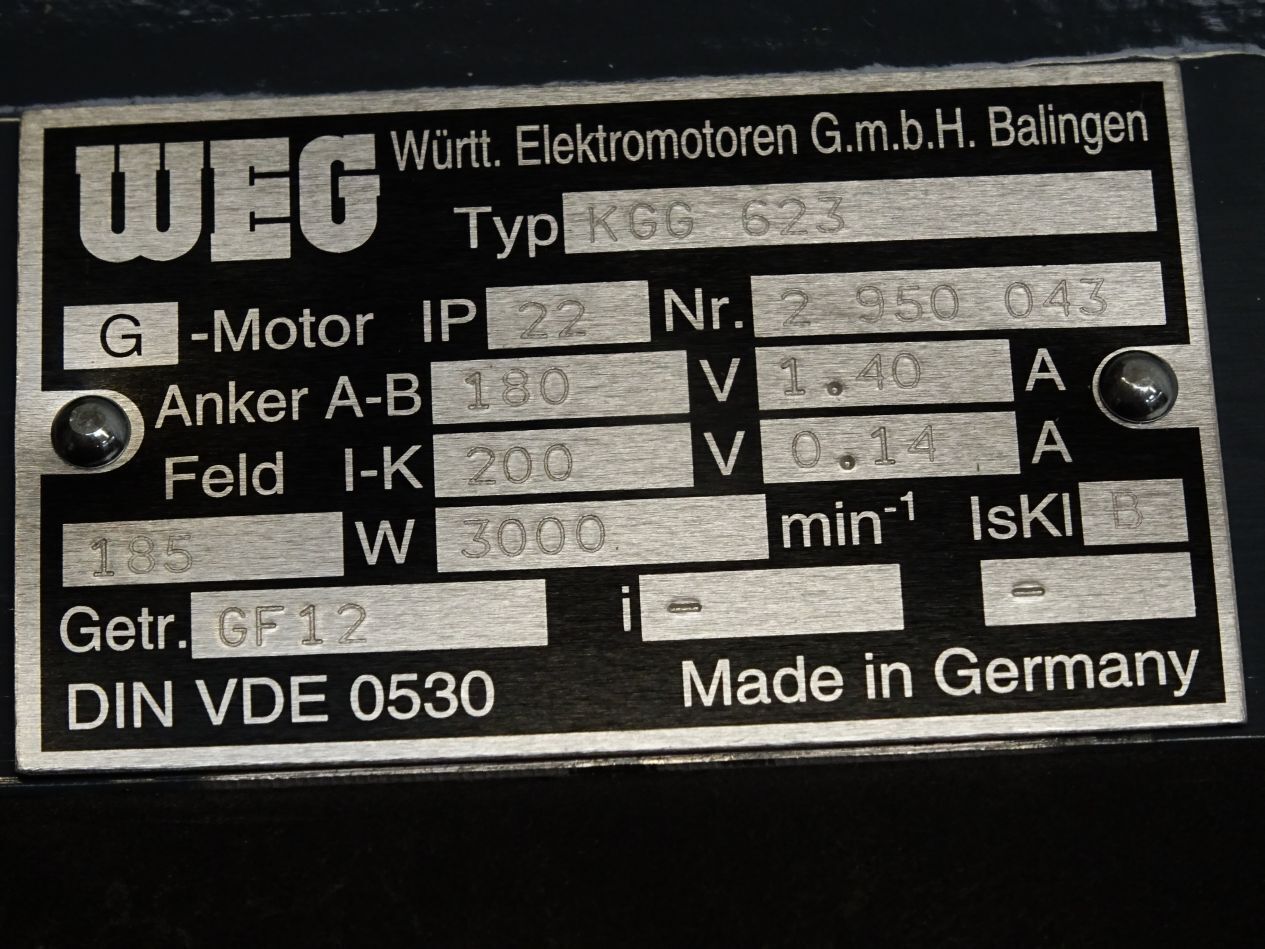 WEG Württ. Elektromotoren G.m.b.H. Balingen
Typ KGG 623
G -Motor IP 22 Nr. 2 950 043
Anker A-B 180 V 1.40 A
Feld I-K 200 V 0.14 A
185 W 3000 min-1 IsKl B
Getr. GF12 i - -
DIN VDE 0530 Made in Germany